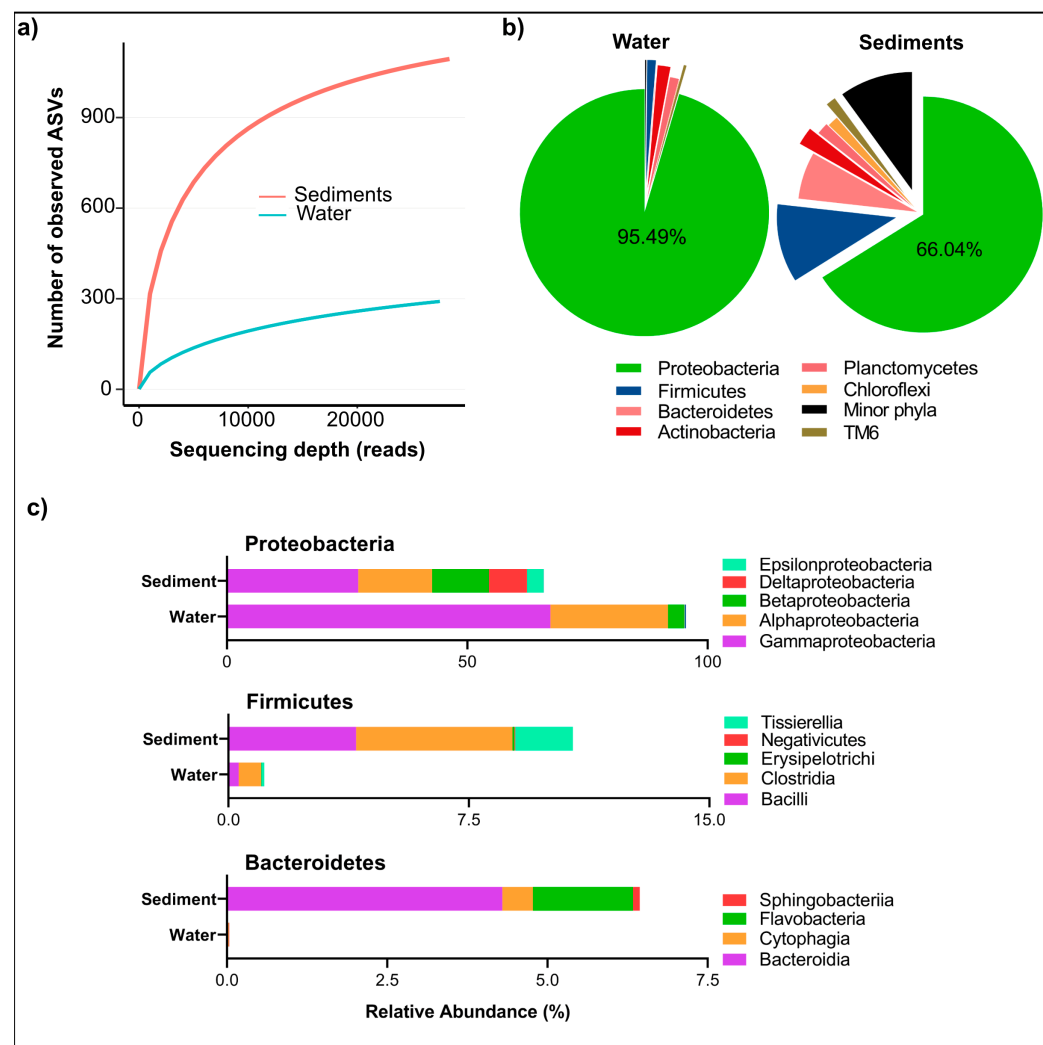 a)
Number of observed ASVs
900
600
300
0
Sediments
Water
0
10000
20000
Sequencing depth (reads)
b)
Water
Sediments
95.49%
66.04%
Proteobacteria
Firmicutes
Bacteroidetes
Actinobacteria
Planctomycetes
Chloroflexi
Minor phyla
TM6
c)
Proteobacteria
Sediment
Water
0
50
100
Epsilonproteobacteria
Deltaproteobacteria
Betaproteobacteria
Alphaproteobacteria
Gammaproteobacteria
Firmicutes
Sediment
Water
0.0
7.5
15.0
Tissierellia
Negativicutes
Erysipelotrichi
Clostridia
Bacilli
Bacteroidetes
Sediment
Water
0.0
2.5
5.0
7.5
Sphingobacteriia
Flavobacteria
Cytophagia
Bacteroidia
Relative Abundance (%)